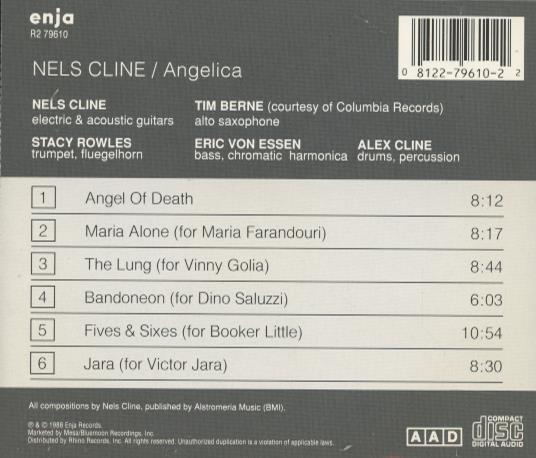 enja
R2 79610
0 8122-79610-2 2
NELS CLINE / Angelica
NELS CLINE
electric & acoustic guitars
TIM BERNE (courtesy of Columbia Records)
alto saxophone
STACY ROWLES
trumpet, fluegelhorn
ERIC VON ESSEN
bass, chromatic harmonica
ALEX CLINE
drums, percussion
1 Angel Of Death 8:12
2 Maria Alone (for Maria Farandouri) 8:17
3 The Lung (for Vinny Golia) 8:44
4 Bandoneon (for Dino Saluzzi) 6:03
5 Fives & Sixes (for Booker Little) 10:54
6 Jara (for Victor Jara) 8:30
All compositions by Nels Cline, published by Alstromeria Music (BMI).
℗ & © 1988 Enja Records.
Marketed by Mesa/Bluemoon Recordings, Inc.
Distributed by Rhino Records, Inc. All rights reserved. Unauthorized duplication is a violation of applicable laws.
AAD
COMPACT
disc
DIGITAL AUDIO